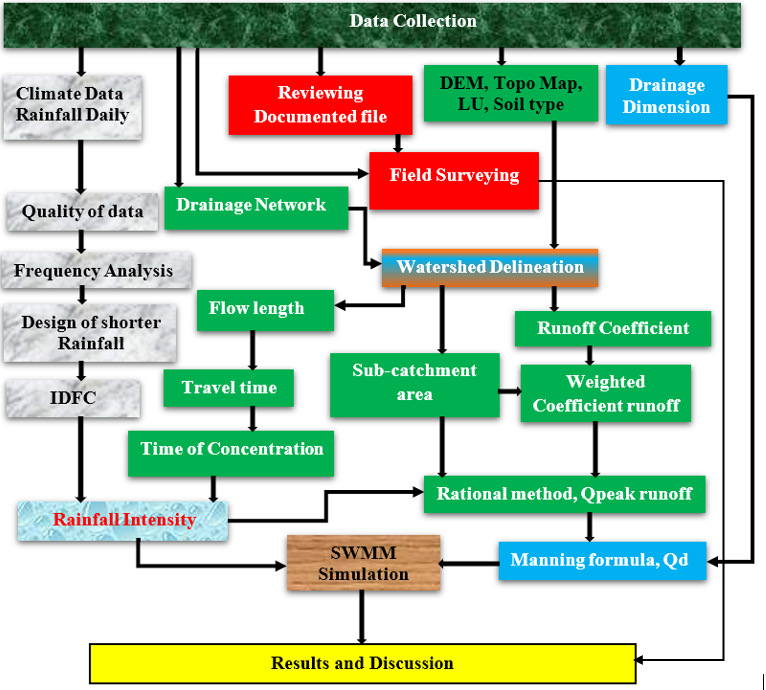 Data Collection
Climate Data
Rainfall Daily
Reviewing
Documented file
DEM, Topo Map,
LU, Soil type
Drainage
Dimension
Field Surveying
Quality of data
Drainage Network
Frequency Analysis
Watershed Delineation
Flow length
Design of shorter
Rainfall
Runoff Coefficient
Sub-catchment
area
Travel time
Weighted
Coefficient runoff
IDFC
Time of Concentration
Rational method, Qpeak runoff
Rainfall Intensity
SWMM
Simulation
Manning formula, Qd
Results and Discussion